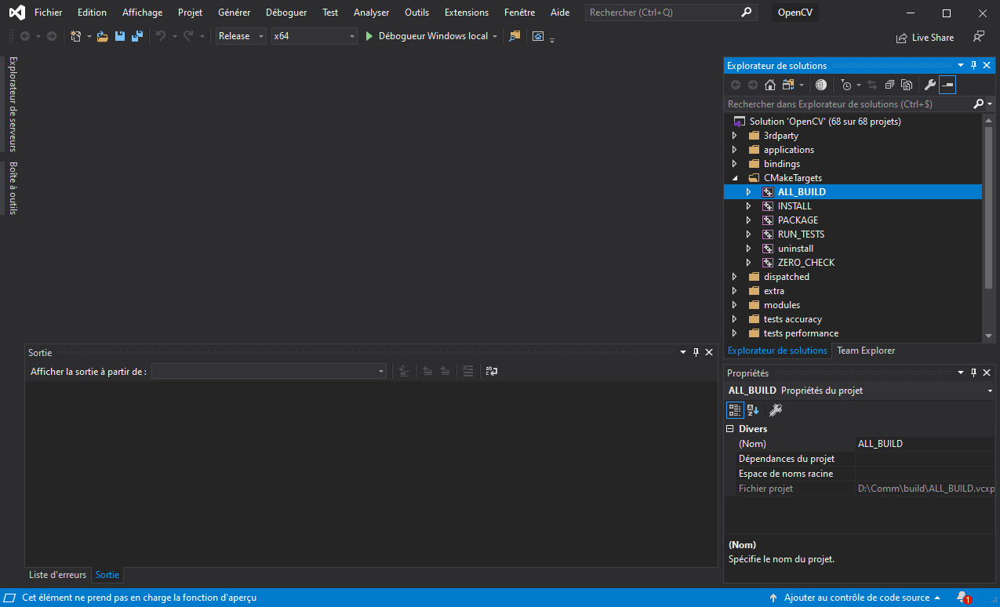 Fichier Edition Affichage Projet Générer Déboguer Test Analyser Outils Extensions Fenêtre Aide Rechercher (Ctrl+Q) OpenCV
Release x64 Débogueur Windows local Live Share
Explorateur de serveurs
Boîte à outils
Explorateur de solutions
Rechercher dans Explorateur de solutions (Ctrl+$)
Solution 'OpenCV' (68 sur 68 projets)
3rdparty
applications
bindings
CMakeTargets
ALL_BUILD
INSTALL
PACKAGE
RUN_TESTS
uninstall
ZERO_CHECK
dispatched
extra
modules
tests accuracy
tests performance
Explorateur de solutions Team Explorer
Sortie
Afficher la sortie à partir de :
Liste d'erreurs Sortie
Propriétés
ALL_BUILD Propriétés du projet
Divers
(Nom) ALL_BUILD
Dépendances du projet
Espace de noms racine
Fichier projet D:\Comm\build\ALL_BUILD.vcxp
(Nom)
Spécifie le nom du projet.
Cet élément ne prend pas en charge la fonction d'aperçu Ajouter au contrôle de code source 1